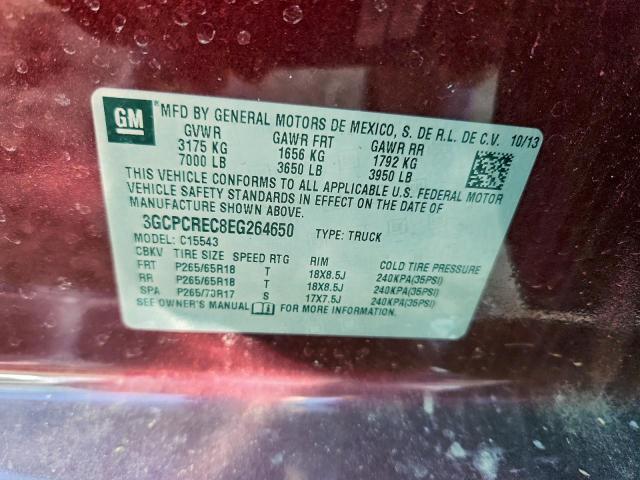 GM ® MFD BY GENERAL MOTORS DE MEXICO, S. DE R.L. DE C.V. 10/13
GVWR GAWR FRT GAWR RR
3175 KG 1656 KG 1792 KG
7000 LB 3650 LB 3950 LB
THIS VEHICLE CONFORMS TO ALL APPLICABLE U.S. FEDERAL MOTOR
VEHICLE SAFETY STANDARDS IN EFFECT ON THE DATE OF
MANUFACTURE SHOWN ABOVE.
3GCPCREC8EG264650 TYPE: TRUCK
MODEL: C15543
CBKV TIRE SIZE SPEED RTG RIM COLD TIRE PRESSURE
FRT P265/65R18 T 18X8.5J 240KPA(35PSI)
RR P265/65R18 T 18X8.5J 240KPA(35PSI)
SPA P265/70R17 S 17X7.5J 240KPA(35PSI)
SEE OWNER'S MANUAL FOR MORE INFORMATION.